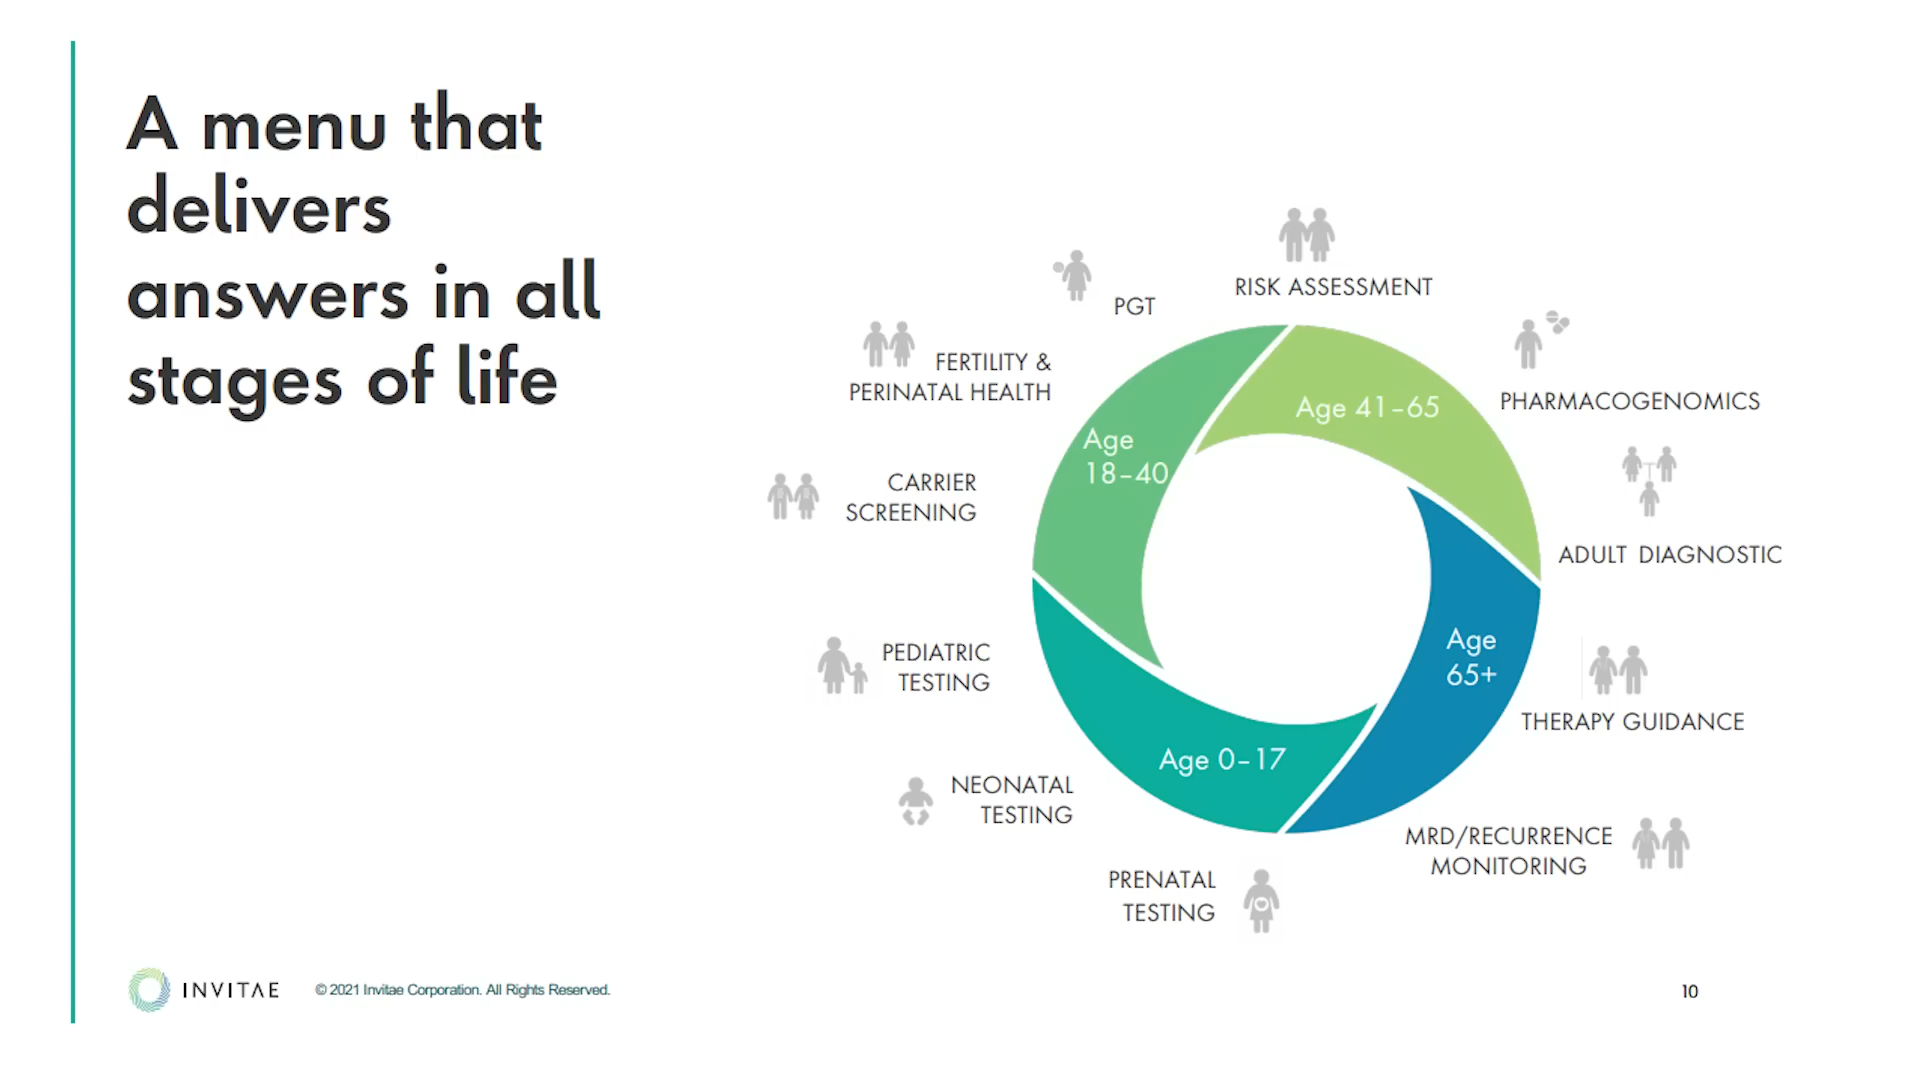 A menu that
delivers
answers in all
stages of life
RISK ASSESSMENT
PGT
FERTILITY &
PERINATAL HEALTH
PHARMACOGENOMICS
Age 41–65
Age
18–40
CARRIER
SCREENING
ADULT DIAGNOSTIC
PEDIATRIC
TESTING
Age
65+
THERAPY GUIDANCE
Age 0–17
NEONATAL
TESTING
MRD/RECURRENCE
MONITORING
PRENATAL
TESTING
INVITAE
© 2021 Invitae Corporation. All Rights Reserved.
10